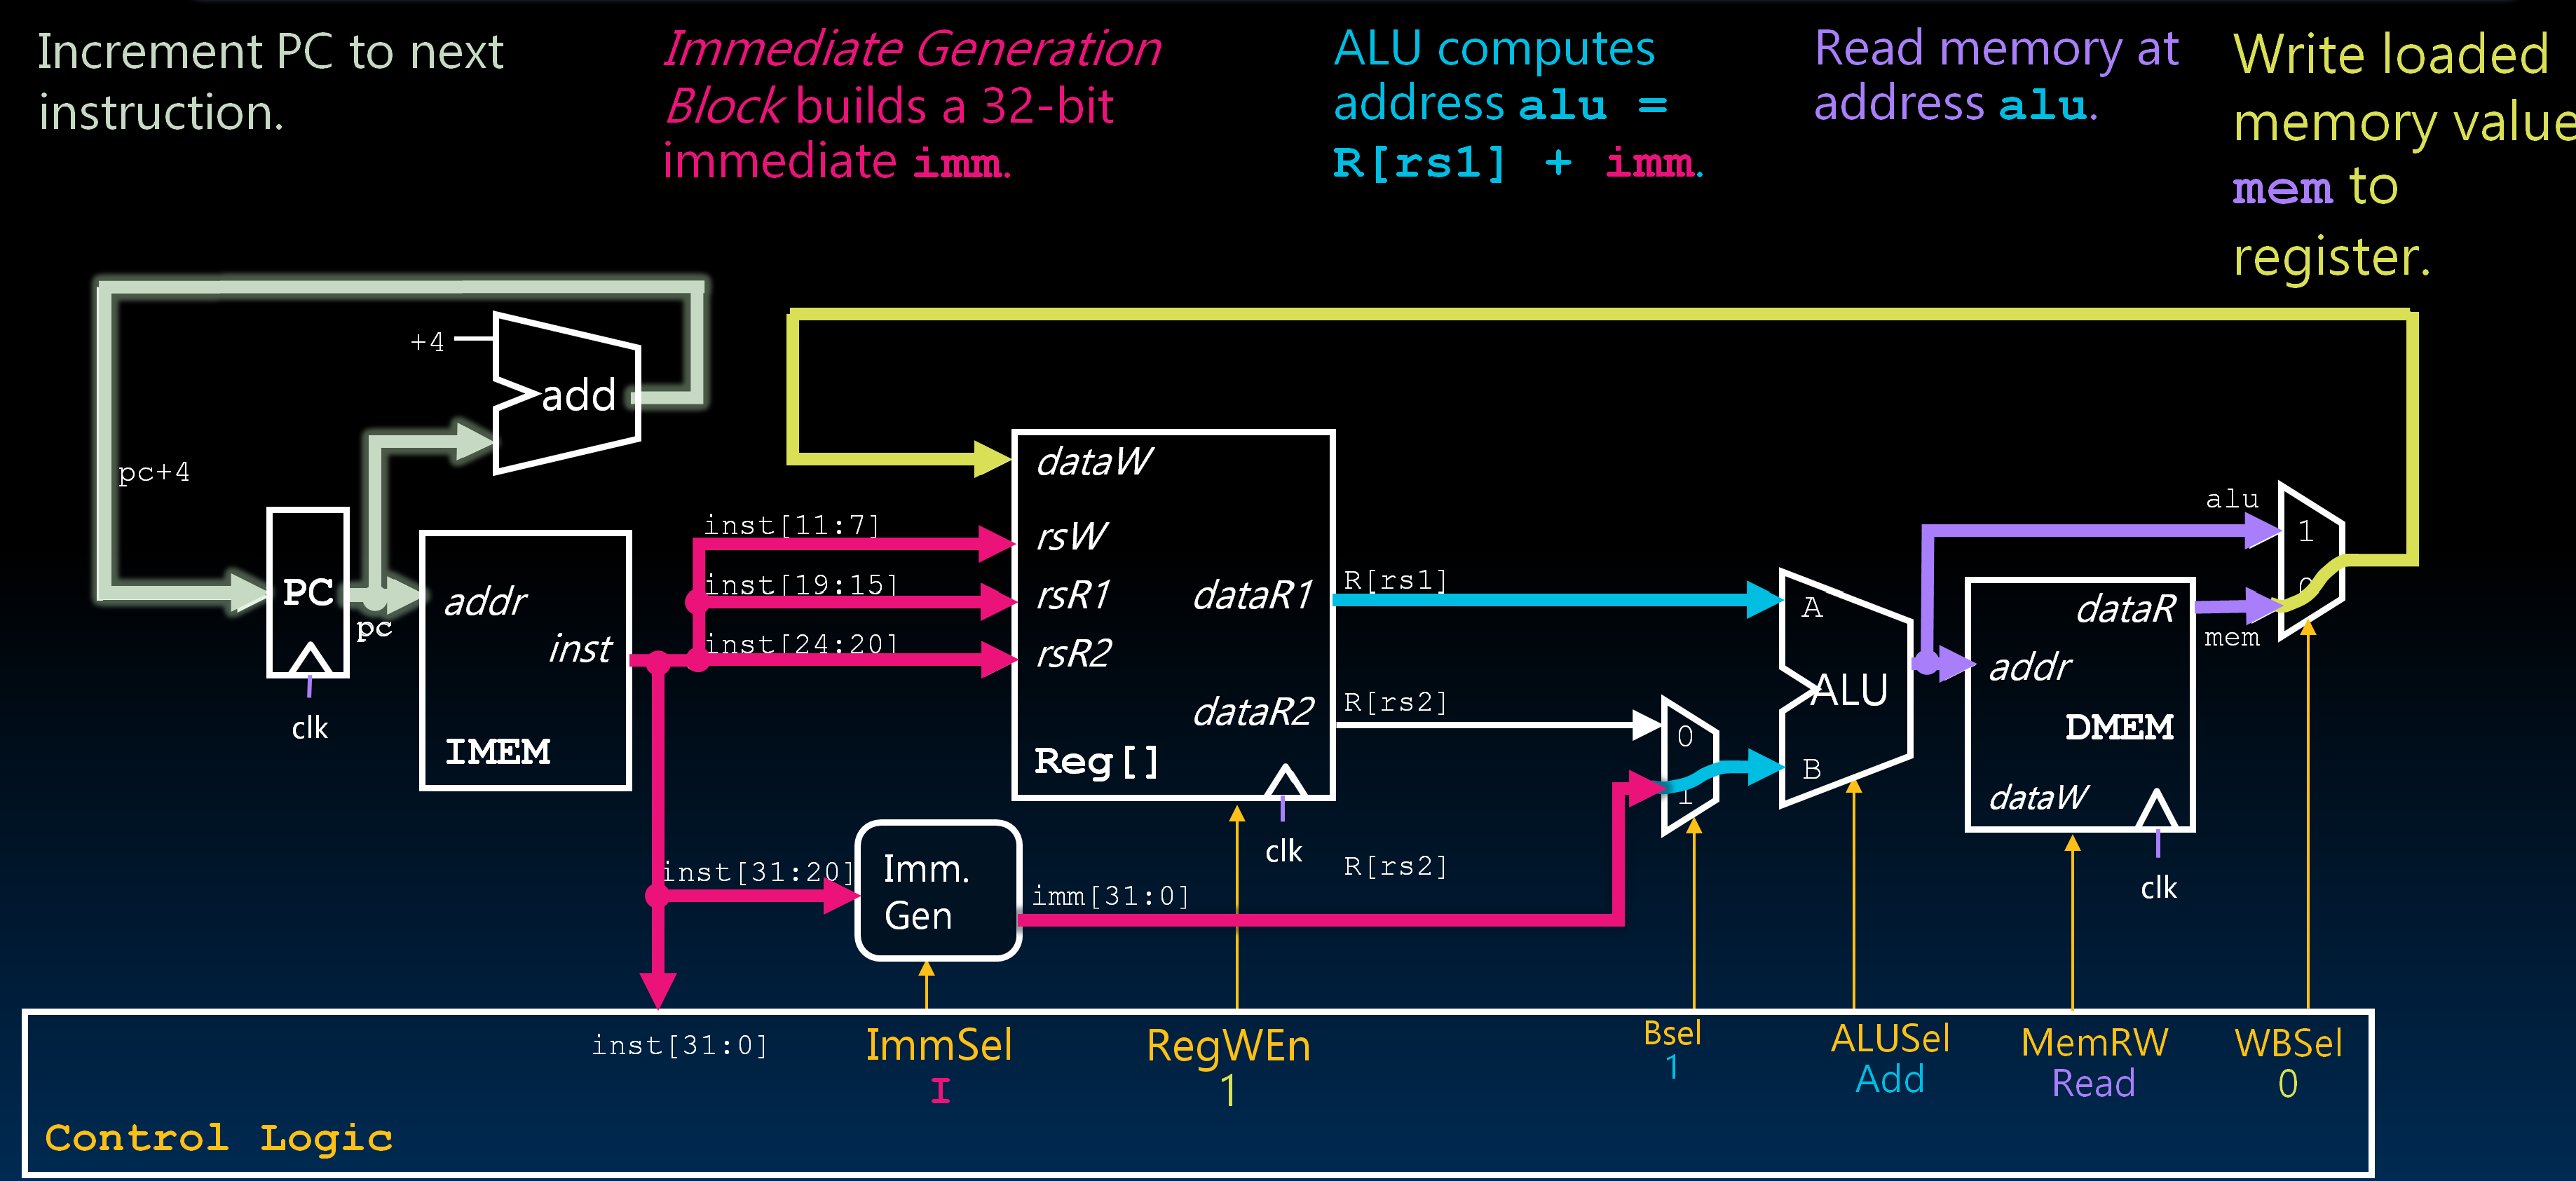 Increment PC to next
instruction.
Immediate Generation
Block builds a 32-bit
immediate imm.
ALU computes
address alu =
R[rs1] + imm.
Read memory at
address alu.
Write loaded
memory value
mem to
register.
+4
add
pc+4
PC
pc
clk
addr
inst
IMEM
inst[11:7]
inst[19:15]
inst[24:20]
dataW
rsW
rsR1
rsR2
dataR1
dataR2
Reg[]
clk
R[rs1]
R[rs2]
0
1
A
ALU
B
alu
1
0
mem
dataR
addr
DMEM
dataW
clk
inst[31:20]
Imm.
Gen
imm[31:0]
R[rs2]
inst[31:0]
ImmSel
I
RegWEn
1
Bsel
1
ALUSel
Add
MemRW
Read
WBSel
0
Control Logic